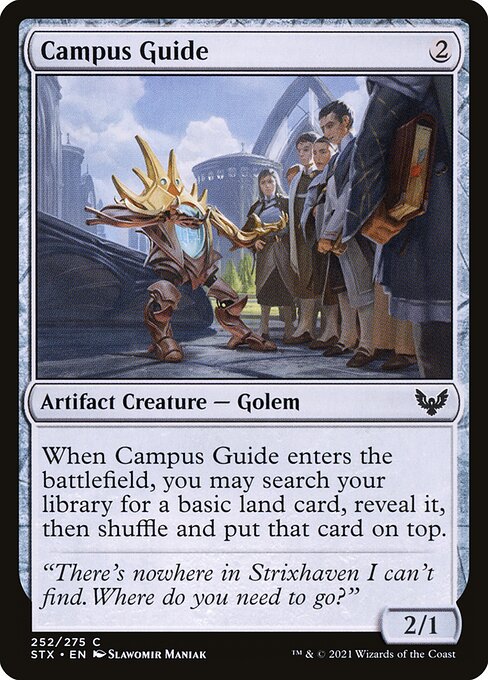 Campus Guide 2
Artifact Creature — Golem
When Campus Guide enters the
battlefield, you may search your
library for a basic land card, reveal it,
then shuffle and put that card on top.
“There’s nowhere in Strixhaven I can’t
find. Where do you need to go?”
2/1
252/275 C
STX • EN Slawomir Maniak
™ & © 2021 Wizards of the Coast